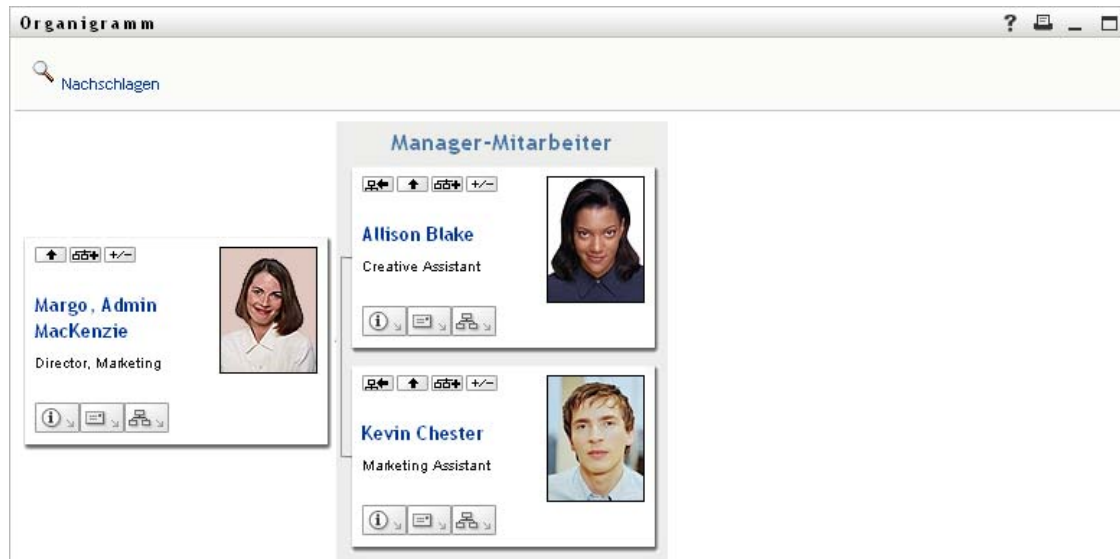 Organigramm
?
Nachschlagen
Manager-Mitarbeiter
+/-
Allison Blake
Creative Assistant
+/-
Margo, Admin
MacKenzie
Director, Marketing
+/-
Kevin Chester
Marketing Assistant